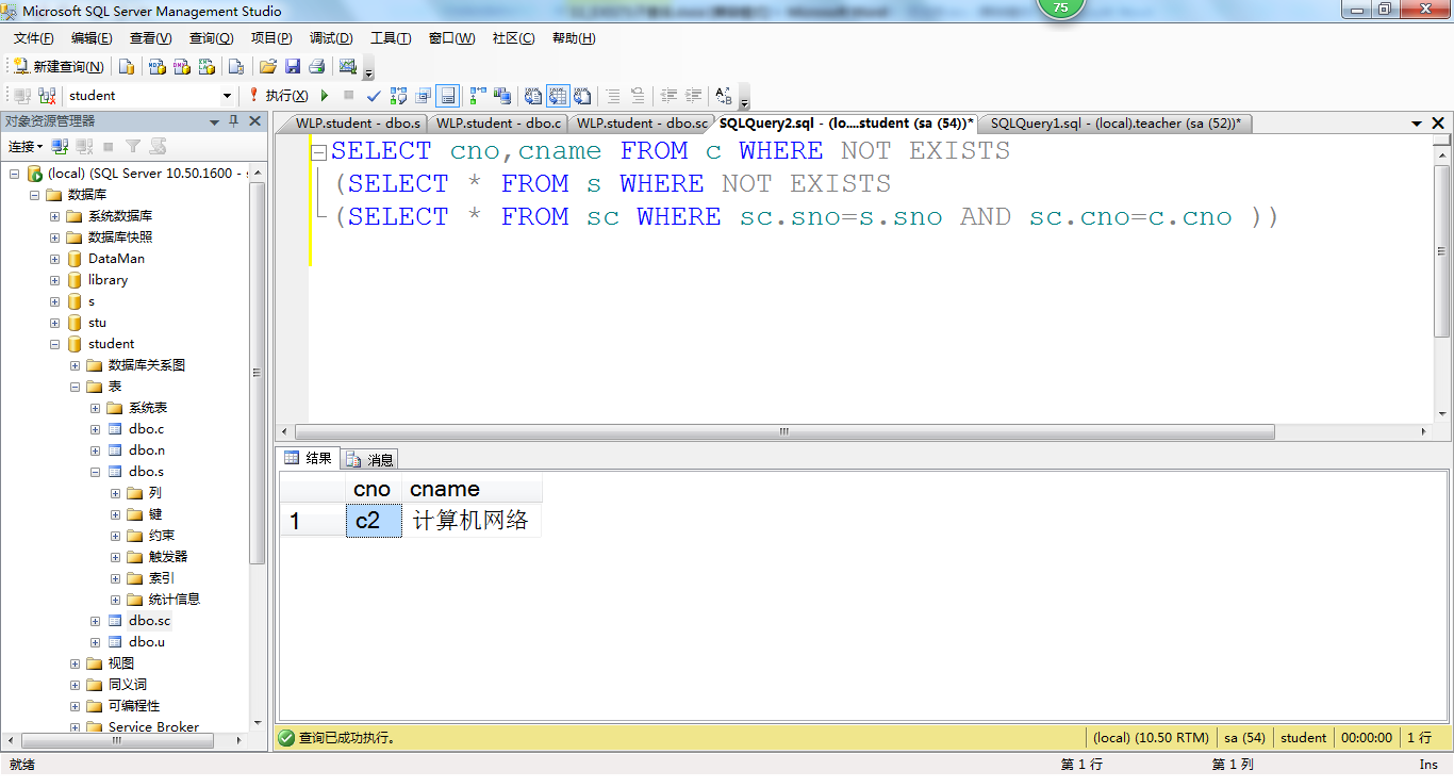 Microsoft SQL Server Management Studio
75
文件(F) 编辑(E) 查看(V) 查询(Q) 项目(P) 调试(D) 工具(T) 窗口(W) 社区(C) 帮助(H)
新建查询(N)
student 执行(X)
对象资源管理器
WLP.student - dbo.s WLP.student - dbo.c WLP.student - dbo.sc SQLQuery2.sql - (lo....student (sa (54))* SQLQuery1.sql - (local).teacher (sa (52))*
连接
(local) (SQL Server 10.50.1600 -
数据库
系统数据库
数据库快照
DataMan
library
s
stu
student
数据库关系图
表
系统表
dbo.c
dbo.n
dbo.s
列
键
约束
触发器
索引
统计信息
dbo.sc
dbo.u
视图
同义词
可编程性
Service Broker
SELECT cno,cname FROM c WHERE NOT EXISTS
(SELECT * FROM s WHERE NOT EXISTS
(SELECT * FROM sc WHERE sc.sno=s.sno AND sc.cno=c.cno ))
结果 消息
cno cname
1 c2 计算机网络
查询已成功执行。 (local) (10.50 RTM) sa (54) student 00:00:00 1 行
就绪 第 1 行 第 1 列 Ins